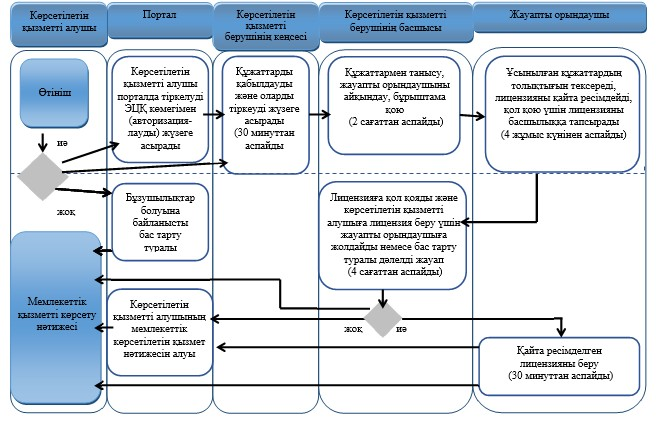 Көрсетілетін
қызметті алушы
Портал
Көрсетілетін
қызметті
берушінің кеңсесі
Көрсетілетін қызметті
берушінің басшысы
Жауапты орындаушы
Өтініш
Көрсетілетін
қызметті алушы
порталда тіркелуді
ЭЦҚ көмегімен
(авторизация-
лауды) жүзеге
асырады
Құжаттарды
қабылдауды
және оларды
тіркеуді жүзеге
асырады
(30 минуттан
аспайды)
Құжаттармен танысу,
жауапты орындаушыны
айқындау, бұрыштама
қою
(2 сағаттан аспайды)
Ұсынылған құжаттардың
толықтығын тексереді,
лицензияны қайта ресімдейді,
қол қою үшін лицензияны
басшылыққа тапсырады
(4 жұмыс күнінен аспайды)
иә
жоқ
Бұзушылықтар
болуына
байланысты
бас тарту
туралы
Лицензияға қол қояды және
көрсетілетін қызметті
алушыға лицензия беру үшін
жауапты орындаушыға
жолдайды немесе бас тарту
туралы дәлелді жауап
(4 сағаттан аспайды)
Мемлекеттік
қызметті көрсету
нәтижесі
Көрсетілетін
қызметті алушының
мемлекеттік
көрсетілетін қызмет
нәтижесін алуы
жоқ
иә
Қайта ресімделген
лицензияны беру
(30 минуттан аспайды)